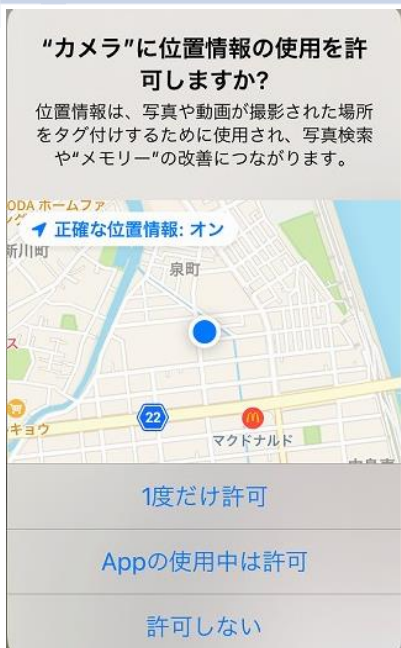 “カメラ”に位置情報の使用を許
可しますか?
位置情報は、写真や動画が撮影された場所
をタグ付けするために使用され、写真検索
や“メモリー”の改善につながります。
ODA ホームファ
正確な位置情報: オン
新川町
泉町
22
キョウ
マクドナルド
1度だけ許可
Appの使用中は許可
許可しない